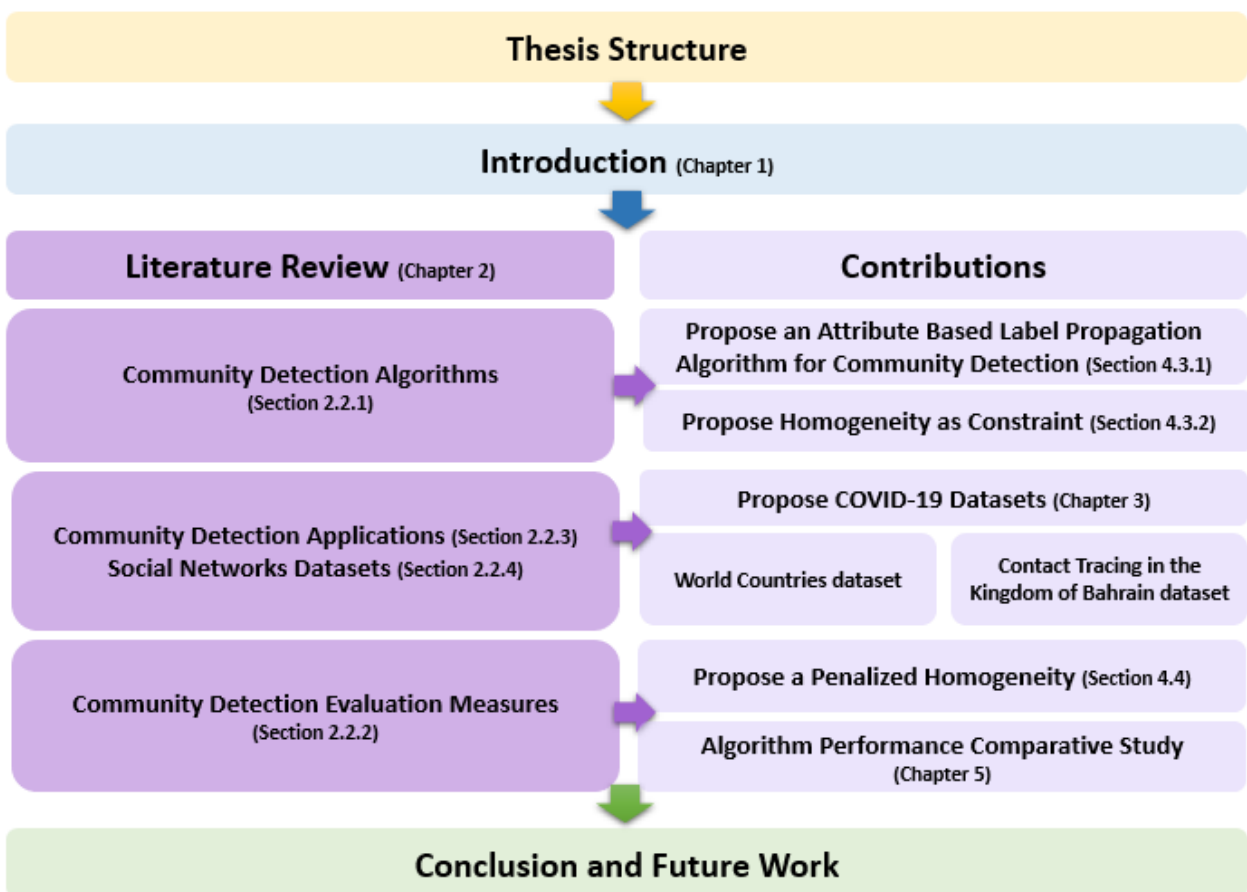 Thesis Structure
Introduction (Chapter 1)
Literature Review (Chapter 2)
Contributions
Community Detection Algorithms
(Section 2.2.1)
Propose an Attribute Based Label Propagation
Algorithm for Community Detection (Section 4.3.1)
Propose Homogeneity as Constraint (Section 4.3.2)
Community Detection Applications (Section 2.2.3)
Social Networks Datasets (Section 2.2.4)
Propose COVID-19 Datasets (Chapter 3)
World Countries dataset
Contact Tracing in the
Kingdom of Bahrain dataset
Community Detection Evaluation Measures
(Section 2.2.2)
Propose a Penalized Homogeneity (Section 4.4)
Algorithm Performance Comparative Study
(Chapter 5)
Conclusion and Future Work